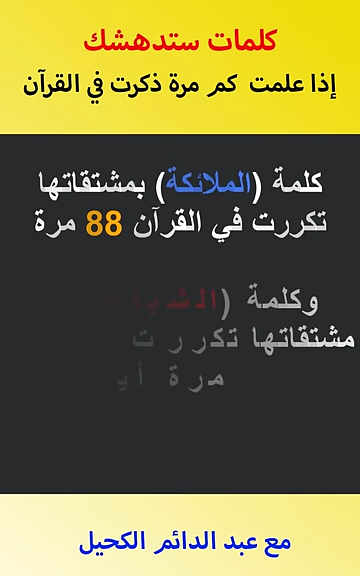 كلمات ستدهشك
إذا علمت كم مرة ذكرت في القرآن
كلمة (الملائكة) بمشتقاتها
تكررت في القرآن 88 مرة
وكلمة (
مشتقاتها تكررت
مرة
مع عبد الدائم الكحيل